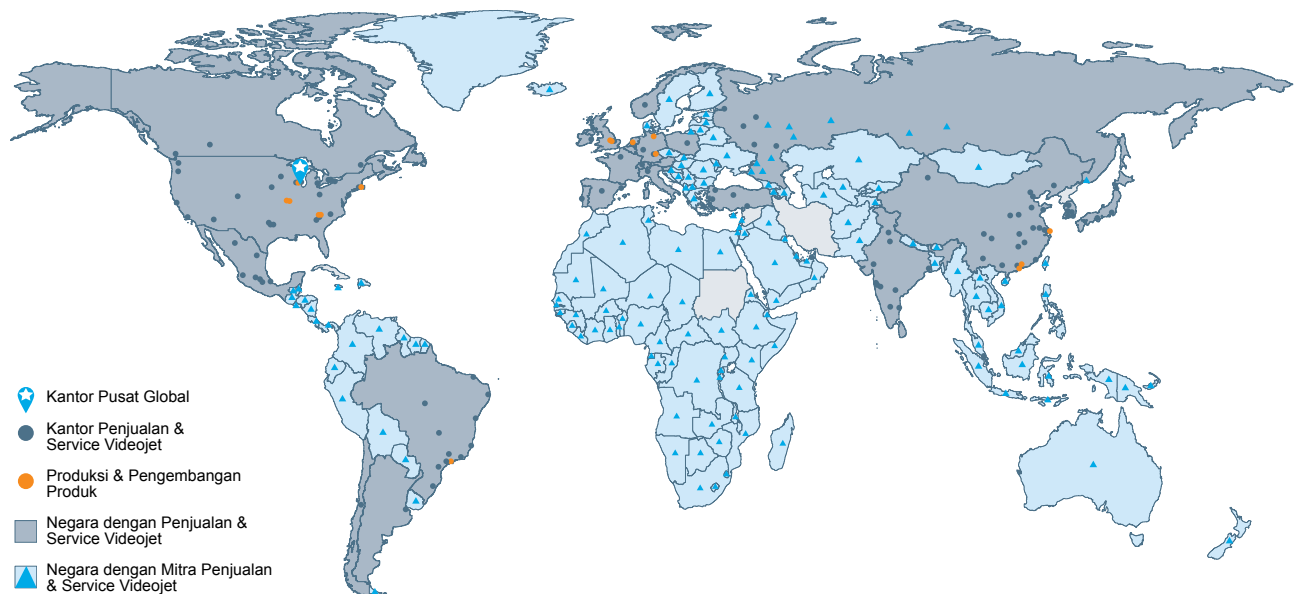 Kantor Pusat Global
Kantor Penjualan &
Service Videojet
Produksi & Pengembangan
Produk
Negara dengan Penjualan &
Service Videojet
Negara dengan Mitra Penjualan
& Service Videojet